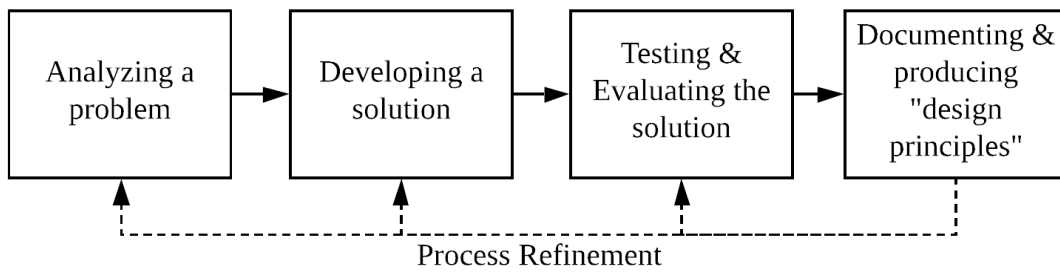 Analyzing a
problem
Developing a
solution
Testing &
Evaluating the
solution
Documenting &
producing
"design
principles"
Process Refinement